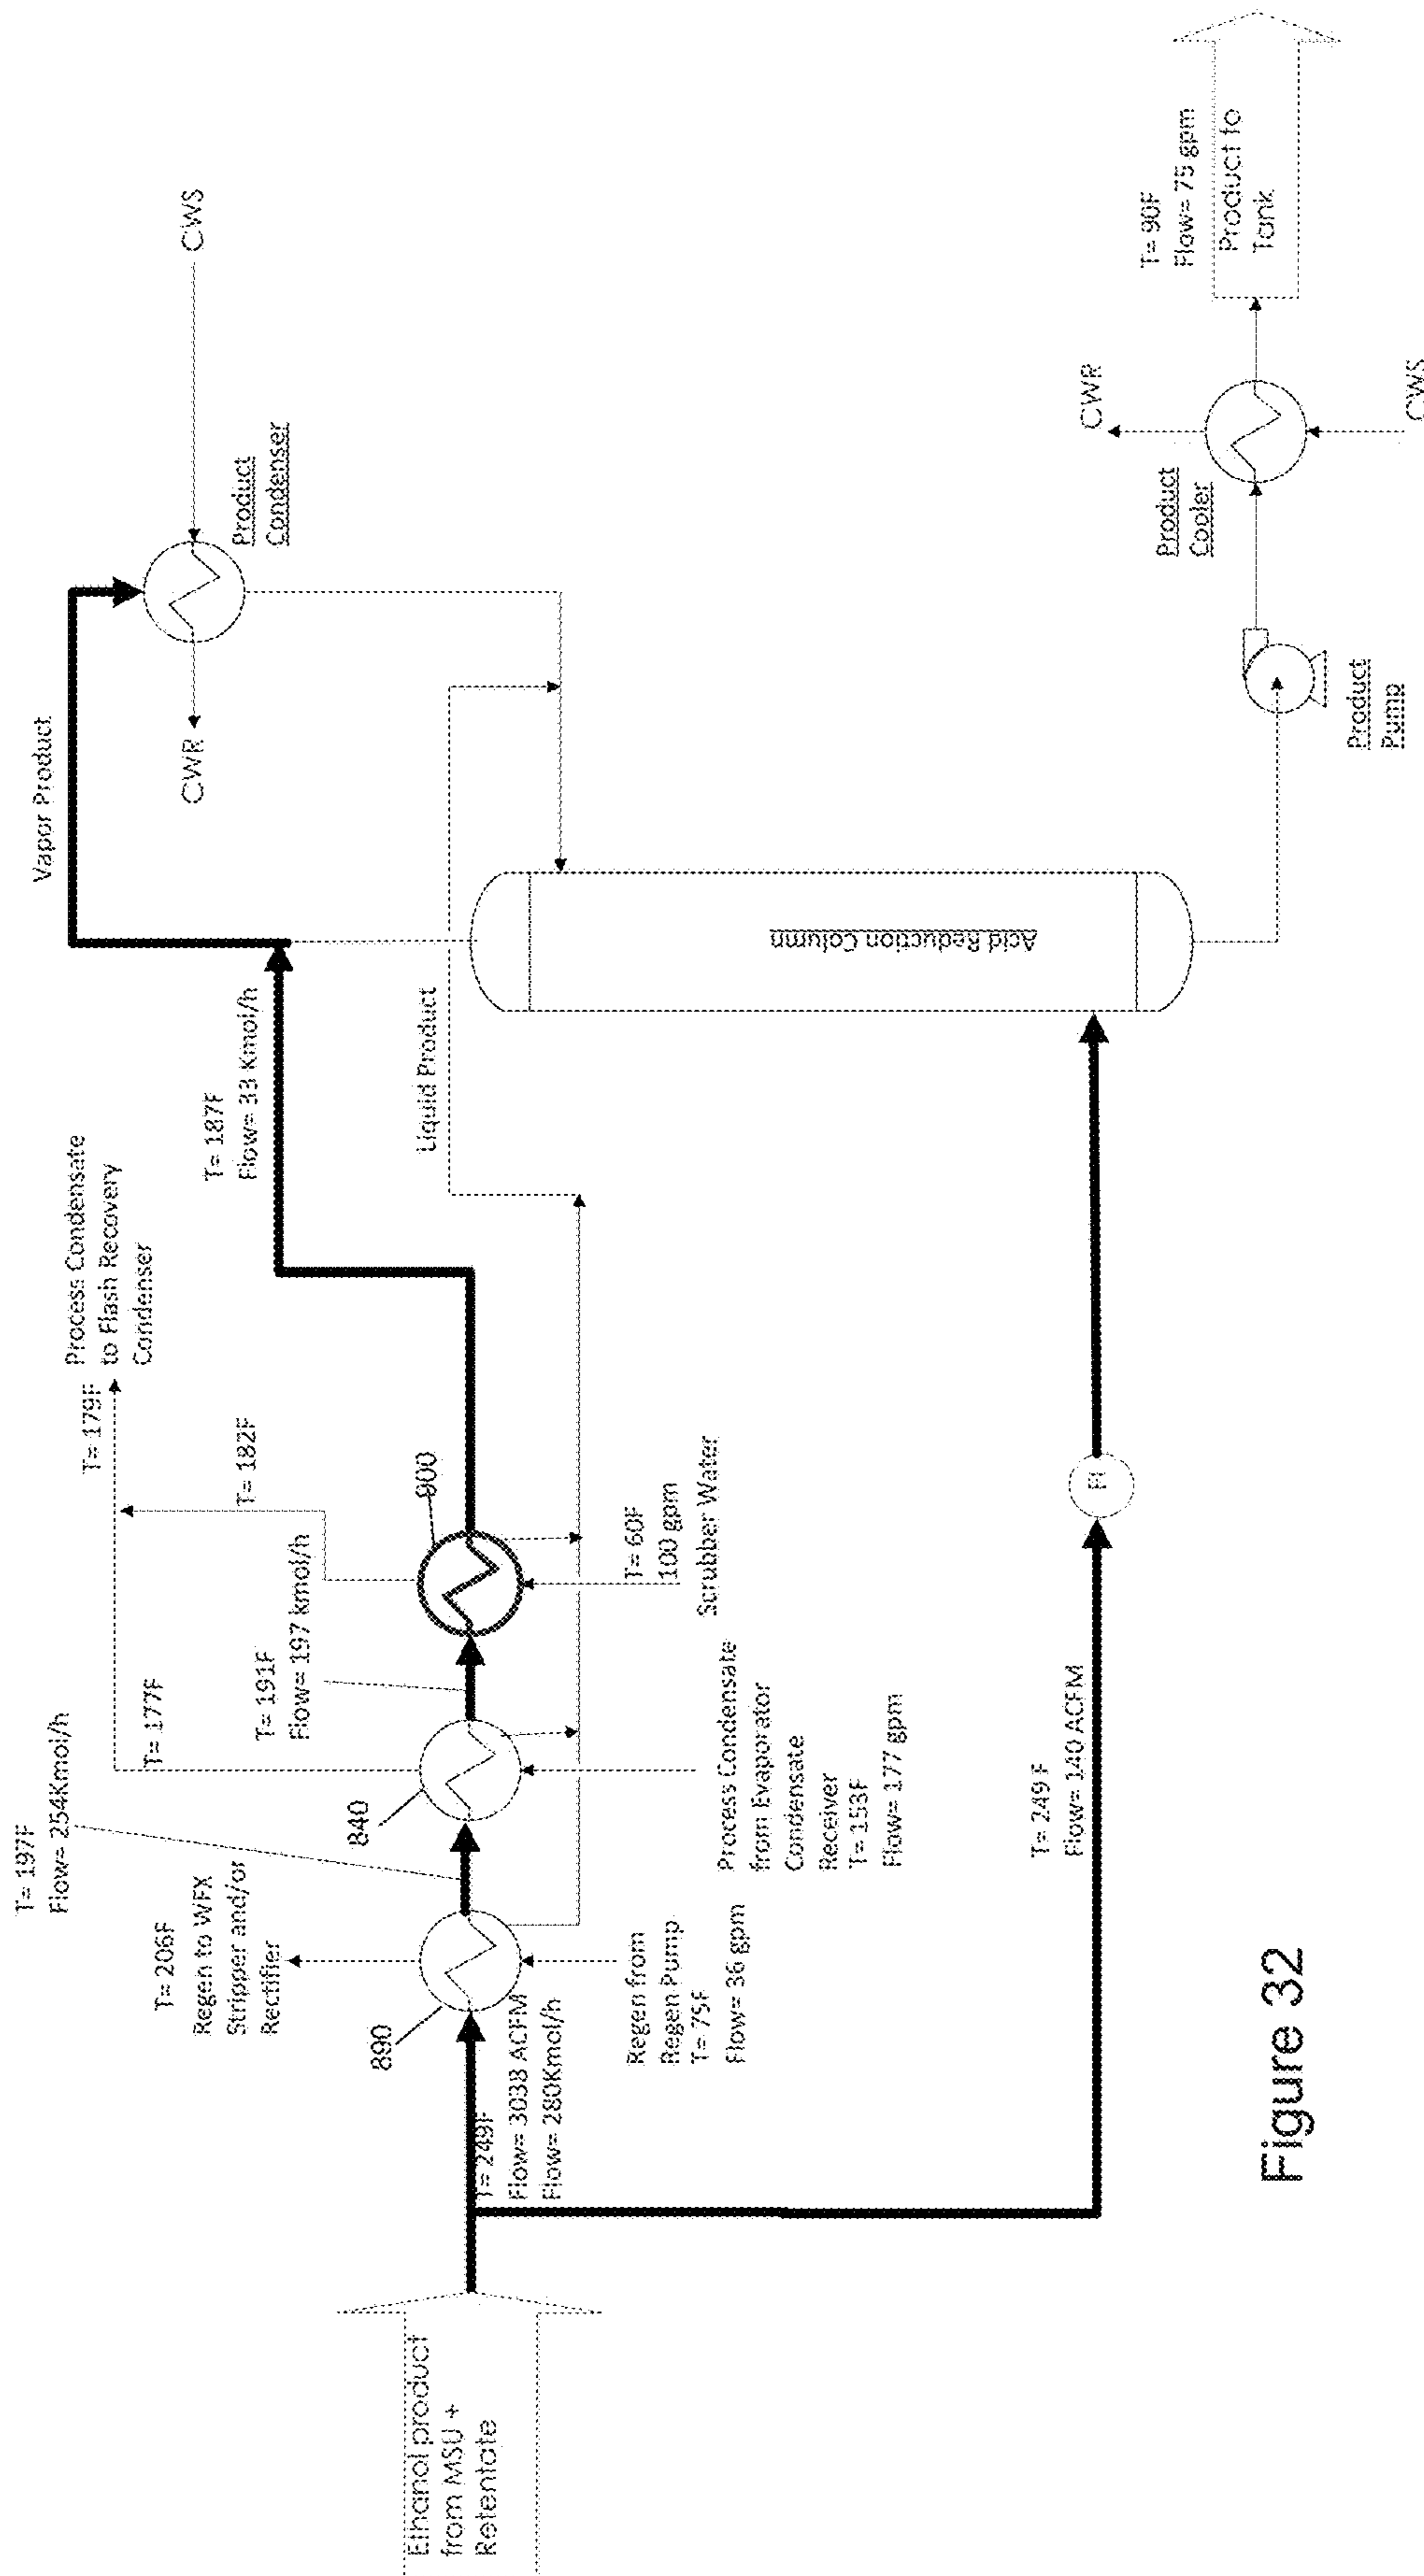 Ethanol product
from MSU +
Retentate
T= 249F
Flow= 3038 ACFM
Flow= 280Kmol/h
890
T= 206F
Regen to WFX
Stripper and/or
Rectifier
Regen from
Regen Pump
T= 75F
Flow= 36 gpm
T= 197F
Flow= 254Kmol/h
840
T= 177F
Process Condensate
from Evaporator
Condensate
Receiver
T= 153F
Flow= 177 gpm
T= 191F
Flow= 197 kmol/h
900
T= 182F
T= 60F
100 gpm
Scrubber Water
T= 179F
Process Condensate
to Flash Recovery
Condenser
T= 187F
Flow= 33 Kmol/h
Liquid Product
Vapor Product
CWR
Product
Condenser
CWS
T= 249 F
Flow= 140 ACFM
FI
Acid Reduction Column
Product
Pump
Product
Cooler
CWR
CWS
T= 90F
Flow= 75 gpm
Product to
Tank
Figure 32